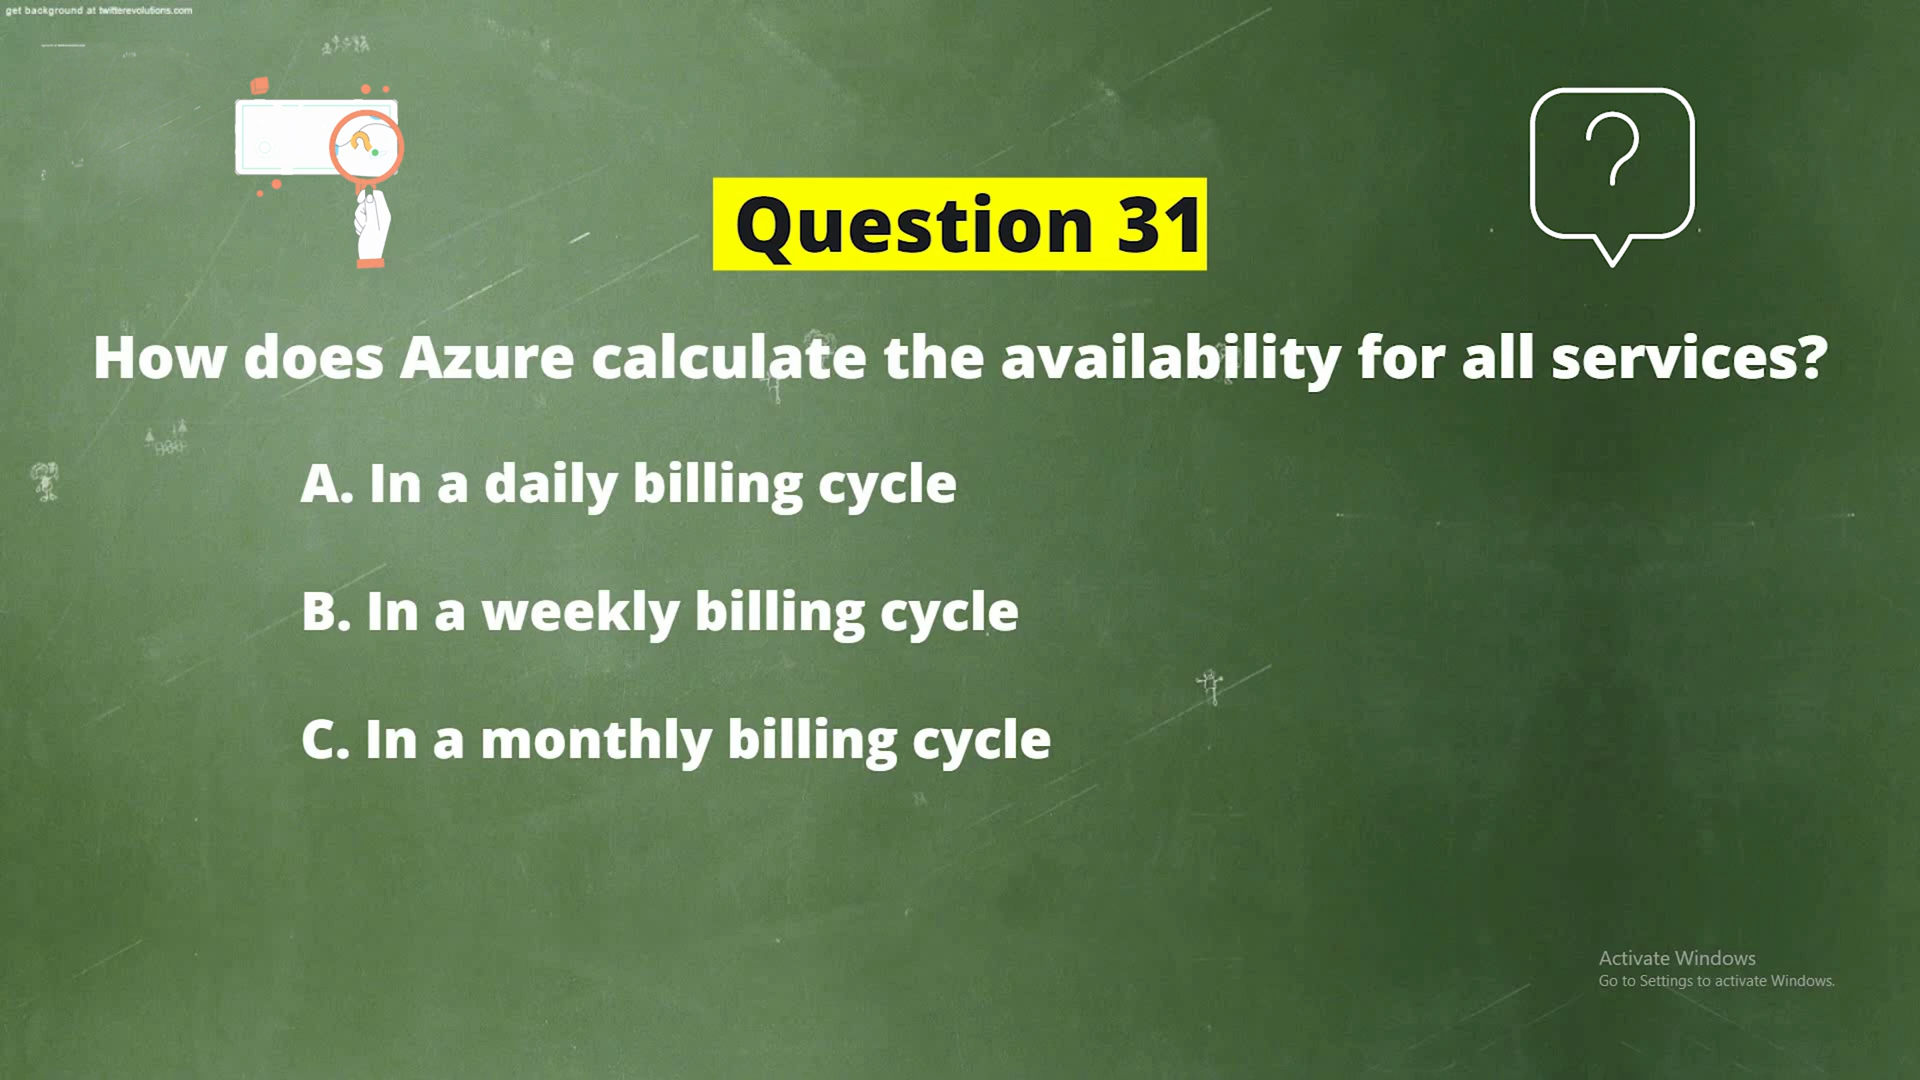 get background at twitterevolutions.com
Question 31
How does Azure calculate the availability for all services?
A. In a daily billing cycle
B. In a weekly billing cycle
C. In a monthly billing cycle
Activate Windows
Go to Settings to activate Windows.